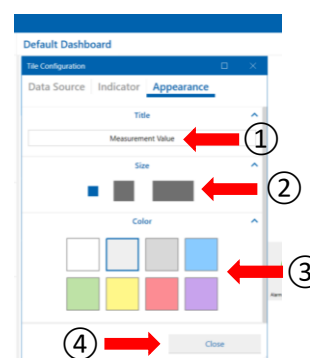 Default Dashboard
Tile Configuration
Data Source Indicator Appearance
Title
Measurement Value ①
Size
②
Color
③
④ Close